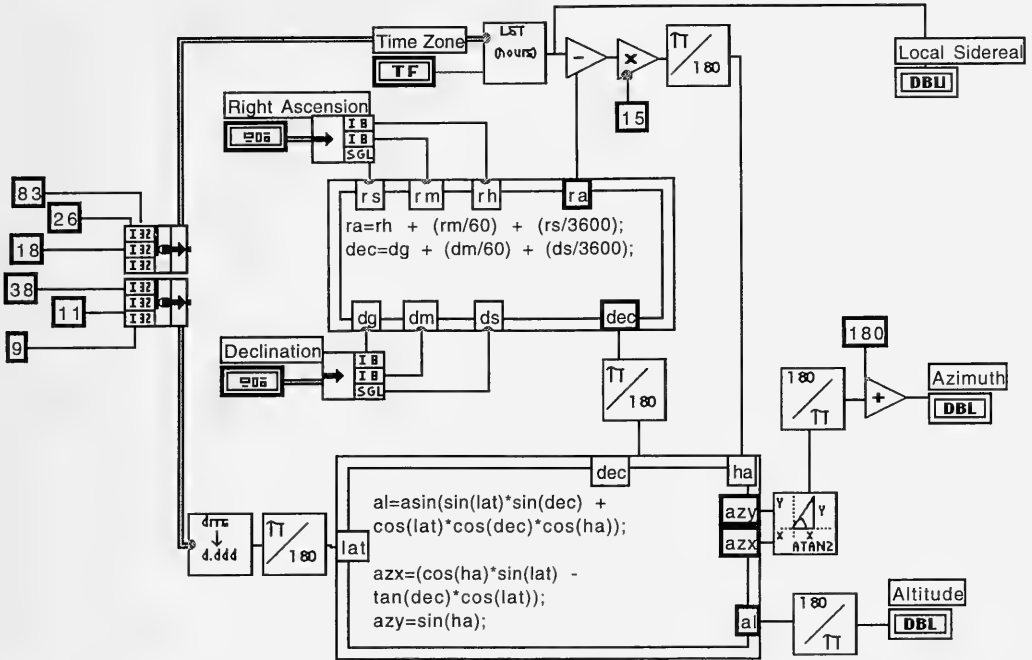 LST
(hours)
Time Zone
TF
Local Sidereal
DBL
-
x
π
180
15
Right Ascension
I8
I8
SGL
83
26
18
I32
I32
I32
38
11
9
I32
I32
I32
rs rm rh ra
ra=rh + (rm/60) + (rs/3600);
dec=dg + (dm/60) + (ds/3600);
dg dm ds dec
Declination
I8
I8
SGL
π
180
180
+
180
π
Azimuth
DBL
dec ha
al=asin(sin(lat)*sin(dec) +
cos(lat)*cos(dec)*cos(ha));
azx=(cos(ha)*sin(lat) -
tan(dec)*cos(lat));
azy=sin(ha);
lat
azy
azx
al
Y Y
X X
ATAN2
dms
d.ddd
π
180
180
π
Altitude
DBL